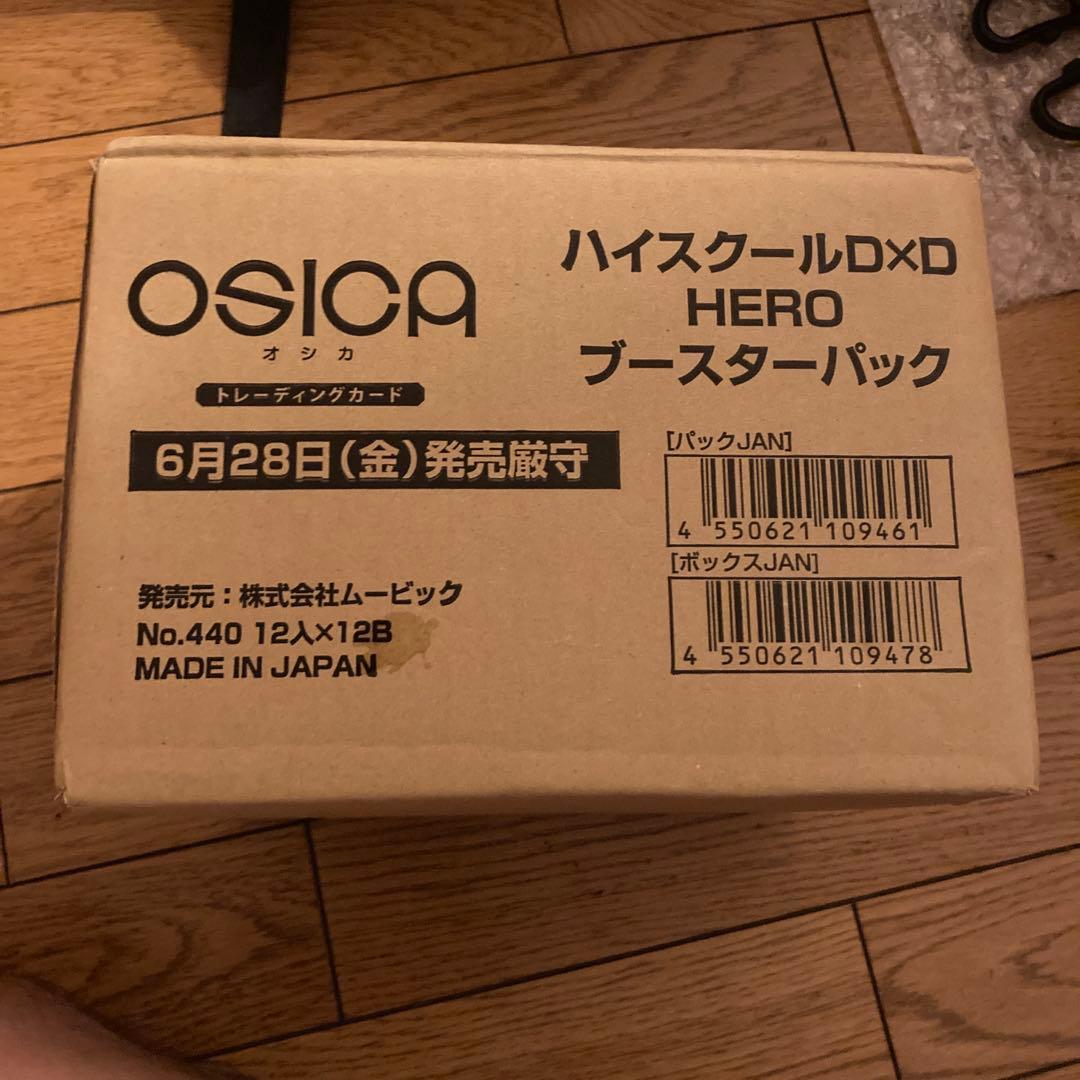 OSICA
オシカ
トレーディングカード
6月28日(金)発売厳守
発売元:株式会社ムービック
No.440 12入×12B
MADE IN JAPAN
ハイスクールD×D
HERO
ブースターパック
[パックJAN]
4 550621 109461
[ボックスJAN]
4 550621 109478